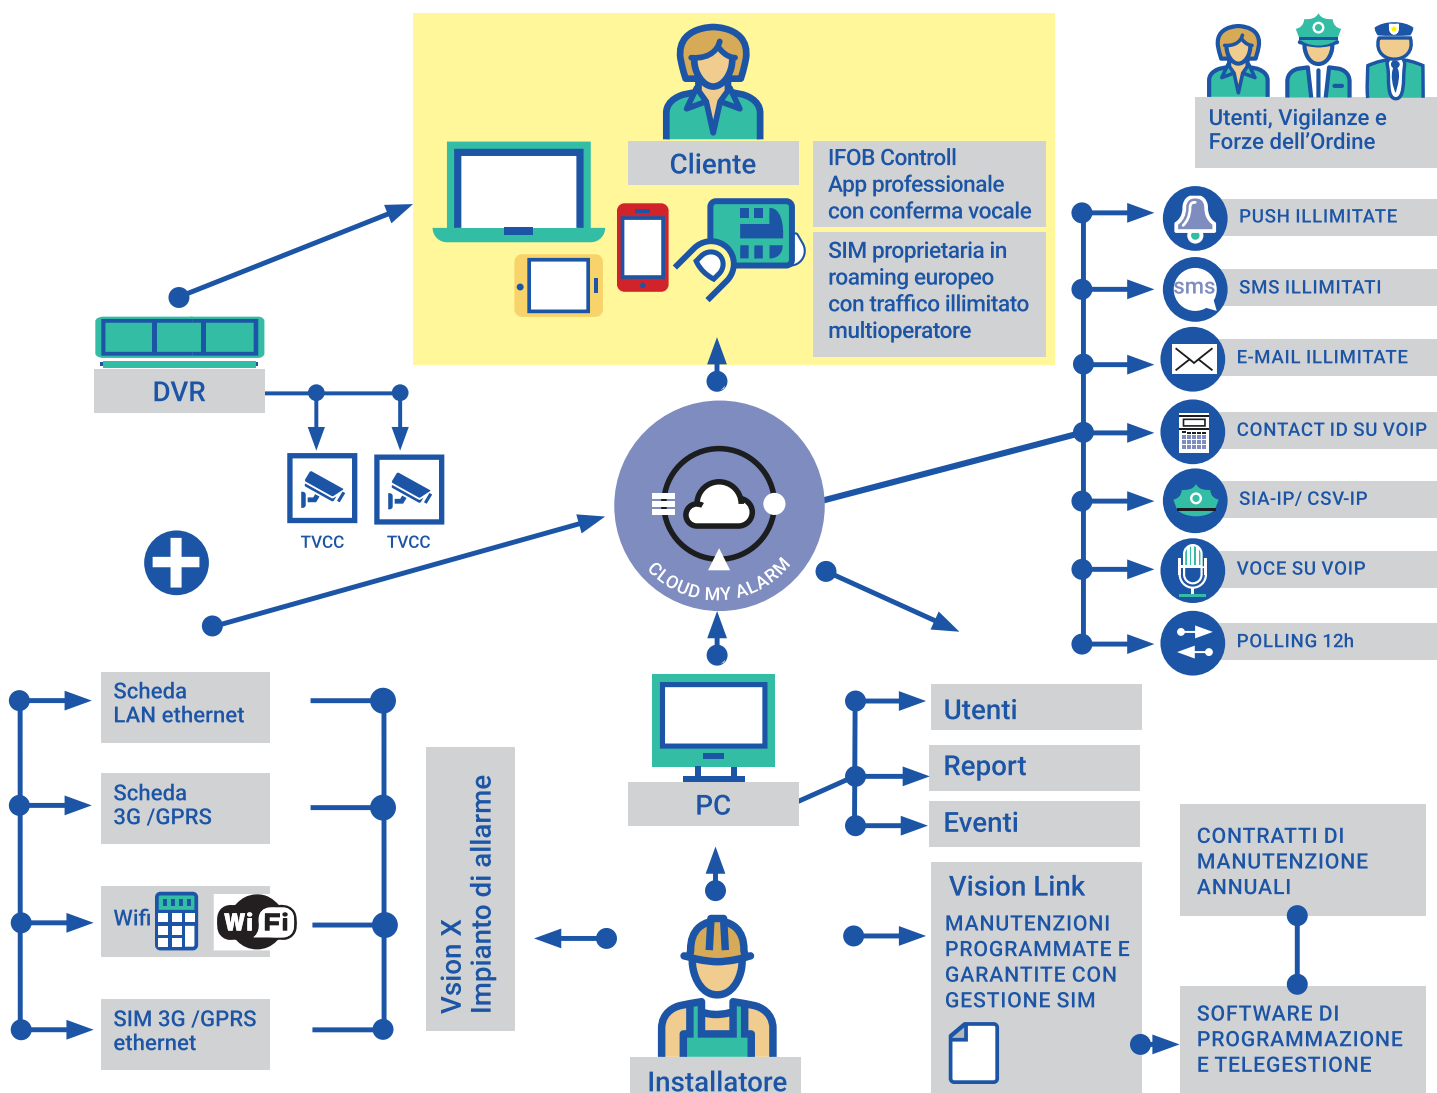 Utenti, Vigilanze e
Forze dell'Ordine
Cliente
IFOB Controll
App professionale
con conferma vocale
SIM proprietaria in
roaming europeo
con traffico illimitato
multioperatore
PUSH ILLIMITATE
sms
SMS ILLIMITATI
E-MAIL ILLIMITATE
CONTACT ID SU VOIP
SIA-IP/ CSV-IP
VOCE SU VOIP
POLLING 12h
DVR
TVCC
TVCC
CLOUD MY ALARM
Scheda
LAN ethernet
Scheda
3G /GPRS
Wifi
WiFi
SIM 3G /GPRS
ethernet
Vsion X
Impianto di allarme
PC
Utenti
Report
Eventi
Installatore
Vision Link
MANUTENZIONI
PROGRAMMATE E
GARANTITE CON
GESTIONE SIM
CONTRATTI DI
MANUTENZIONE
ANNUALI
SOFTWARE DI
PROGRAMMAZIONE
E TELEGESTIONE